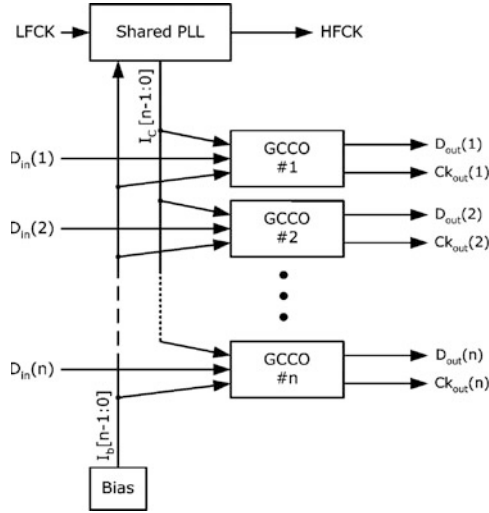 LFCK
Shared PLL
HFCK
I_C [n-1:0]
D_in(1)
GCCO
#1
D_out(1)
Ck_out(1)
D_in(2)
GCCO
#2
D_out(2)
Ck_out(2)
D_in(n)
GCCO
#n
D_out(n)
Ck_out(n)
I_b[n-1:0]
Bias